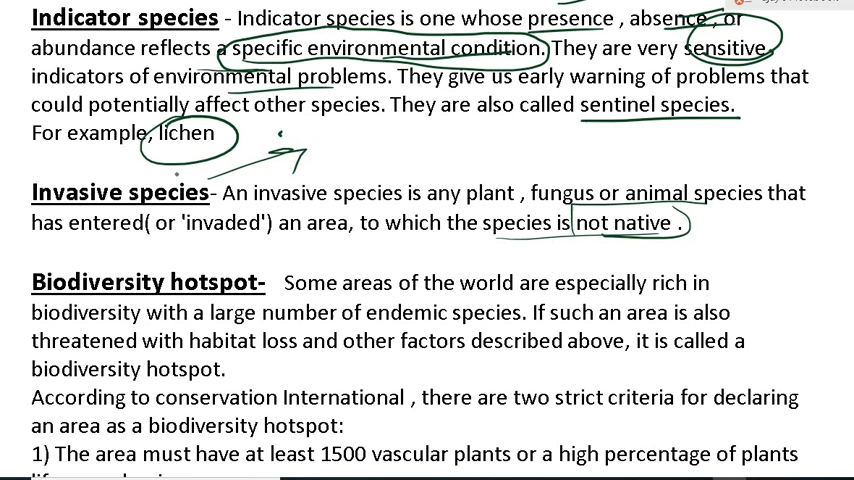 Indicator species - Indicator species is one whose presence , absence , or
abundance reflects a specific environmental condition. They are very sensitive
indicators of environmental problems. They give us early warning of problems that
could potentially affect other species. They are also called sentinel species.
For example, lichen
Invasive species- An invasive species is any plant , fungus or animal species that
has entered( or 'invaded') an area, to which the species is not native .
Biodiversity hotspot- Some areas of the world are especially rich in
biodiversity with a large number of endemic species. If such an area is also
threatened with habitat loss and other factors described above, it is called a
biodiversity hotspot.
According to conservation International , there are two strict criteria for declaring
an area as a biodiversity hotspot:
1) The area must have at least 1500 vascular plants or a high percentage of plants